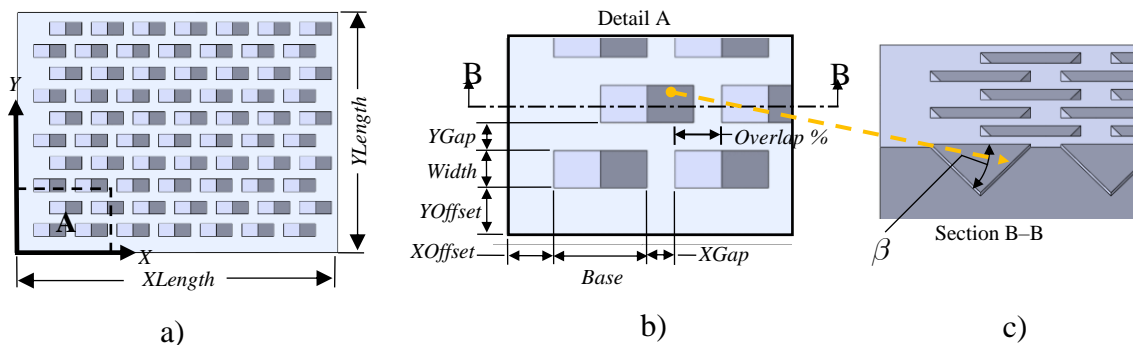 Y
YLength
A
X
XLength
a)
Detail A
B
B
YGap
Overlap %
Width
YOffset
XOffset
XGap
Base
b)
β
Section B–B
c)